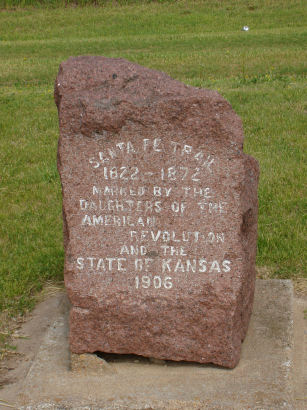 SANTA FE TRAIL
1822-1872
MARKED BY THE
DAUGHTERS OF THE
AMERICAN
REVOLUTION
AND THE
STATE OF KANSAS
1906